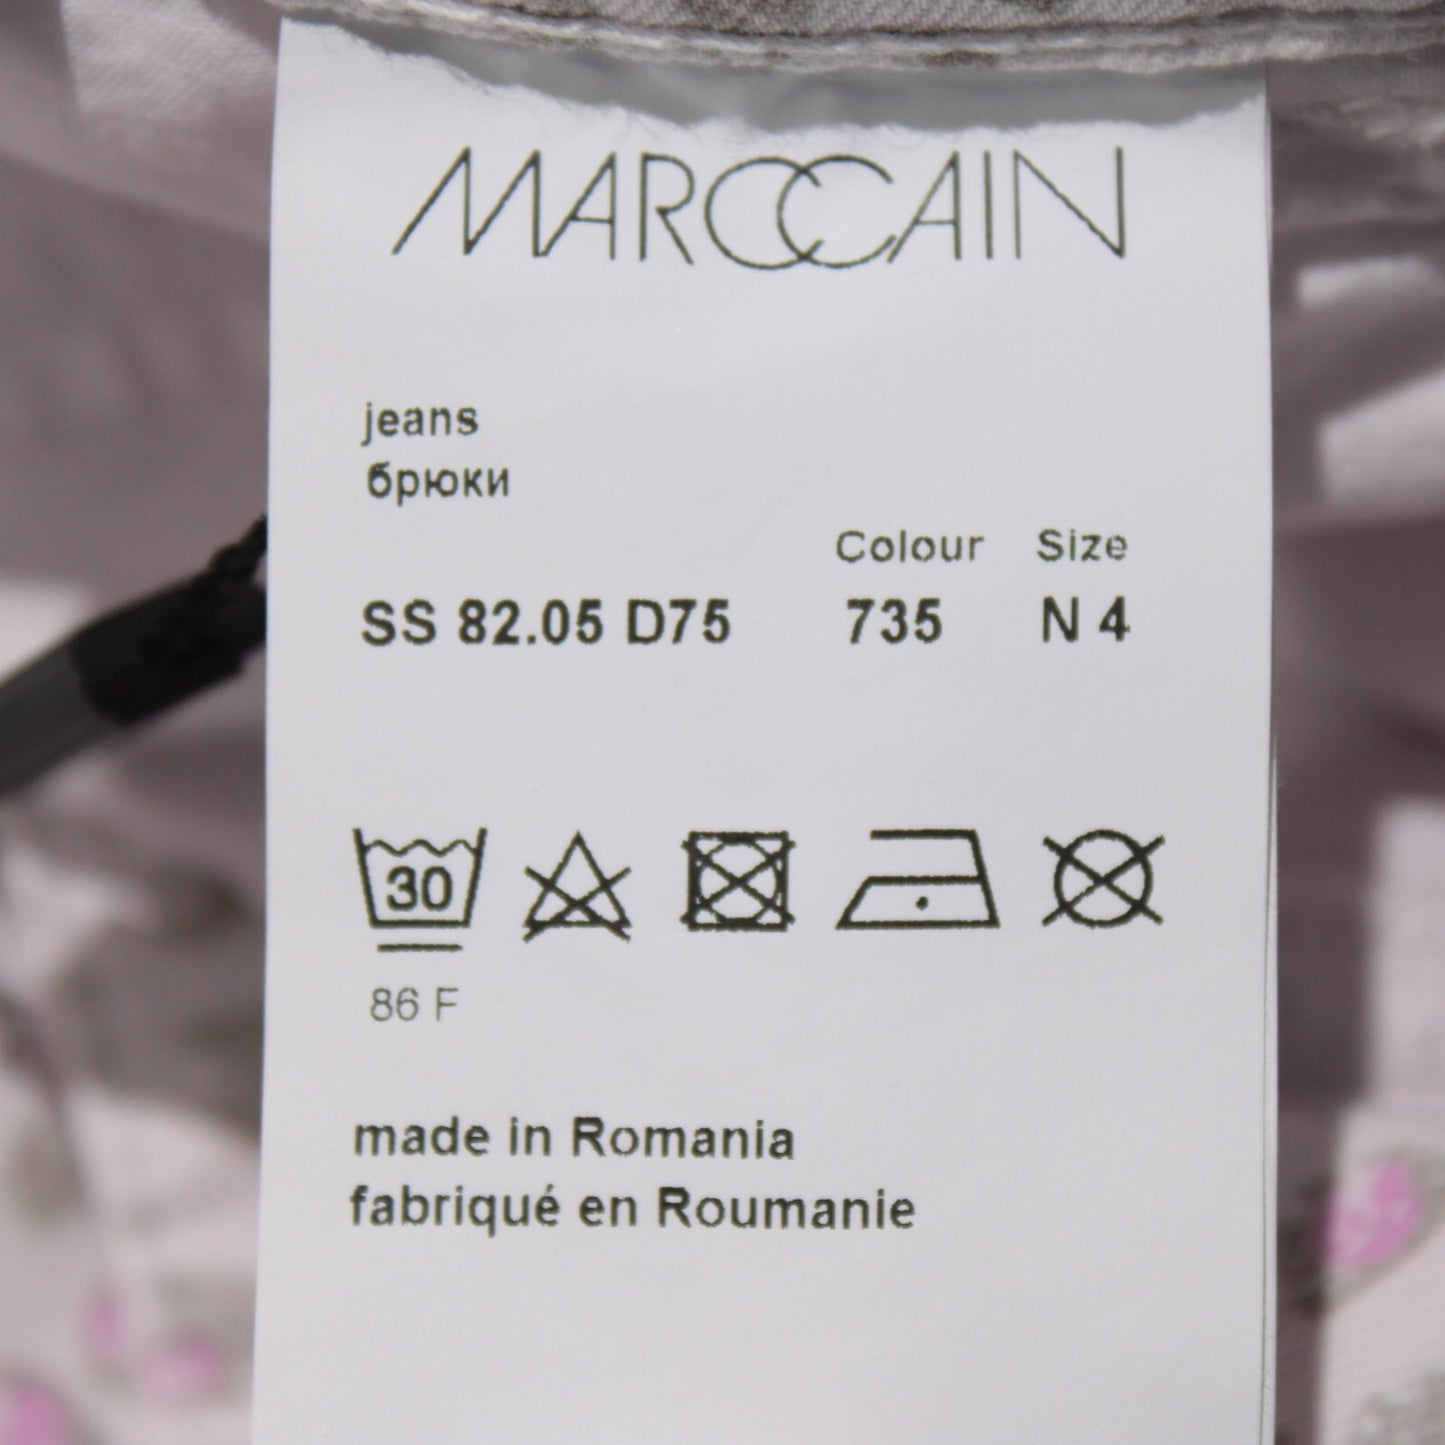 MARCCAIN
jeans
брюки
Colour Size
SS 82.05 D75 735 N 4
30
86 F
made in Romania
fabriqué en Roumanie